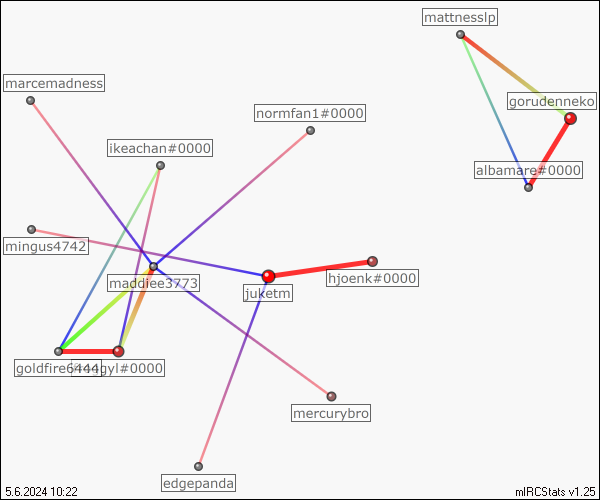 mattnesslp
marcemadness
gorudenneko
normfan1#0000
ikeachan#0000
albamare#0000
mingus4742
maddiee3773
hjoenk#0000
juketm
goldfire6444
gyl#0000
mercurybro
edgepanda
5.6.2024 10:22
mIRCStats v1.25